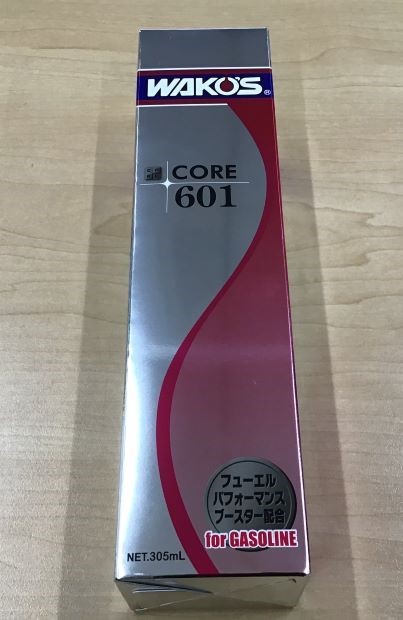 WAKO'S®
CORE
601
フューエル
パフォーマンス
ブースター配合
for GASOLINE
NET.305mL